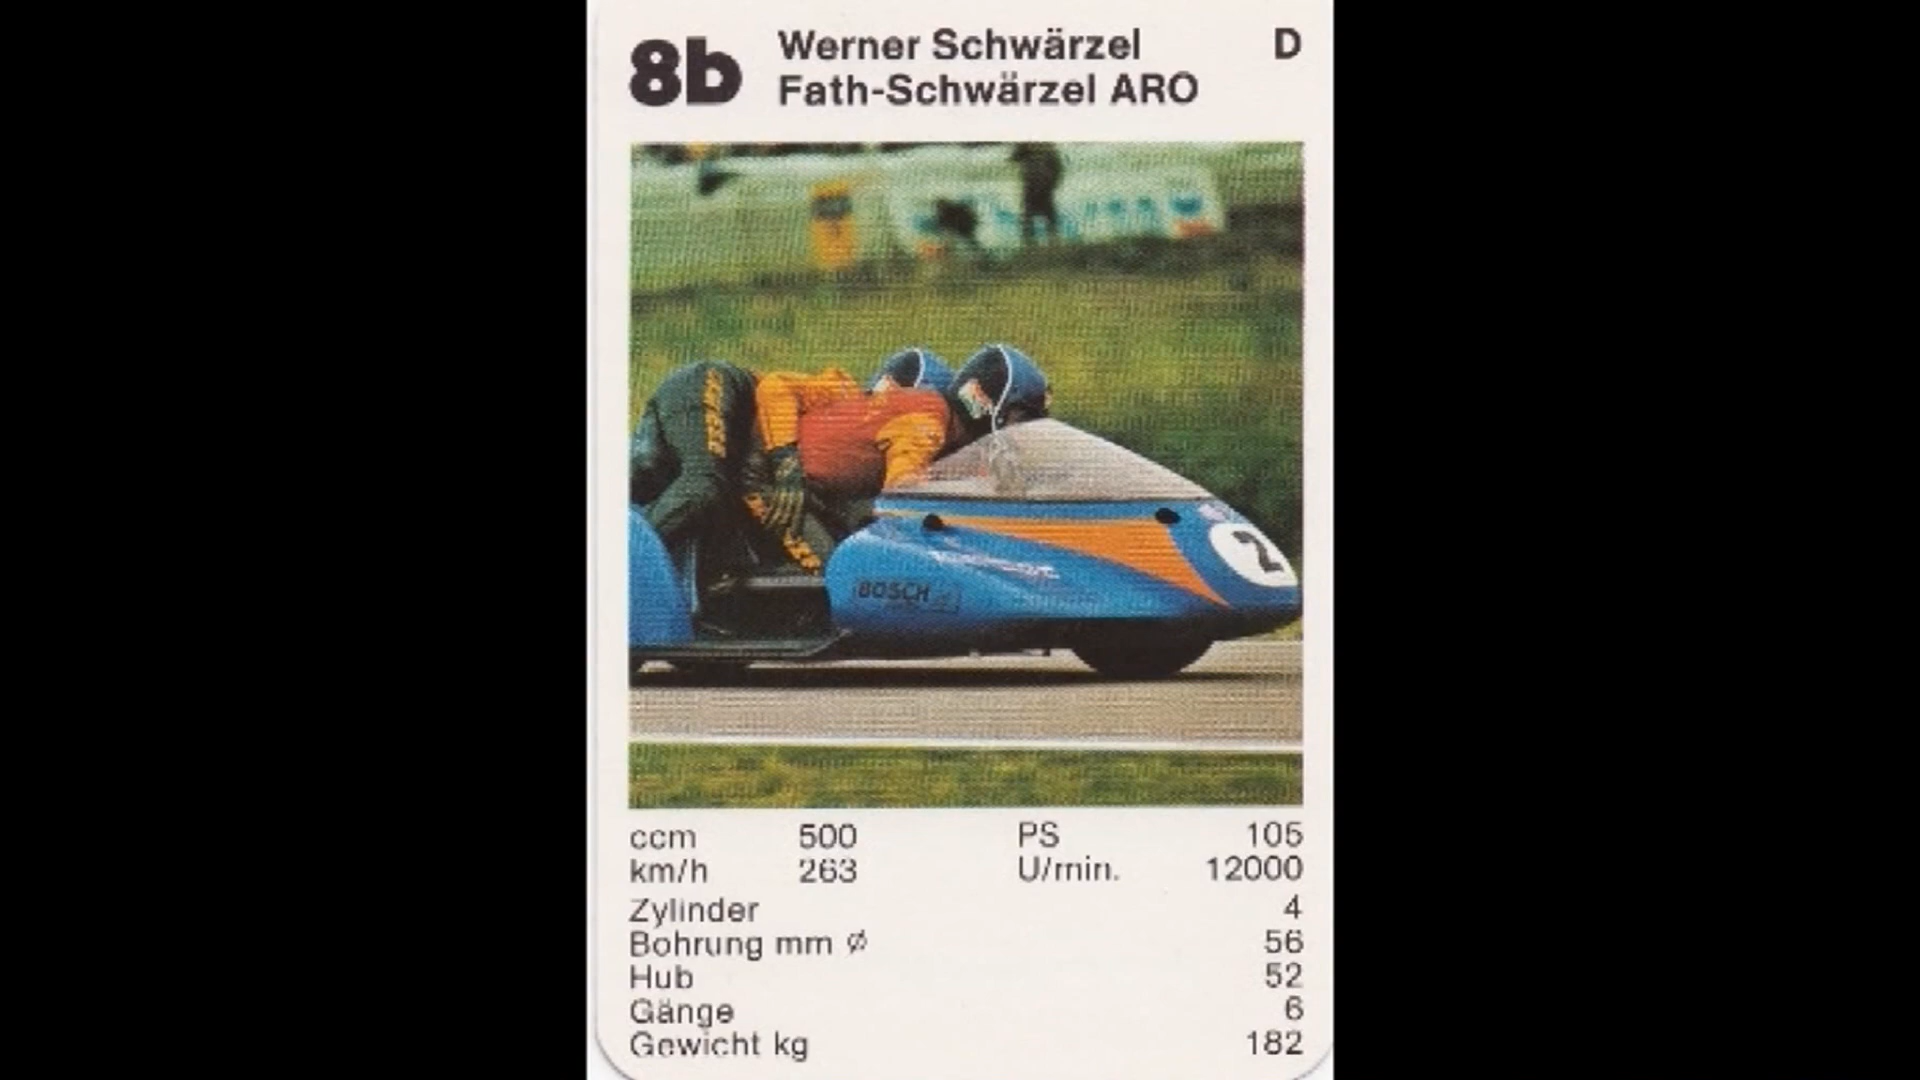 8b
Werner Schwärzel D
Fath-Schwärzel ARO
2
BOSCH
ccm 500 PS 105
km/h 263 U/min. 12000
Zylinder 4
Bohrung mm ⌀ 56
Hub 52
Gänge 6
Gewicht kg 182